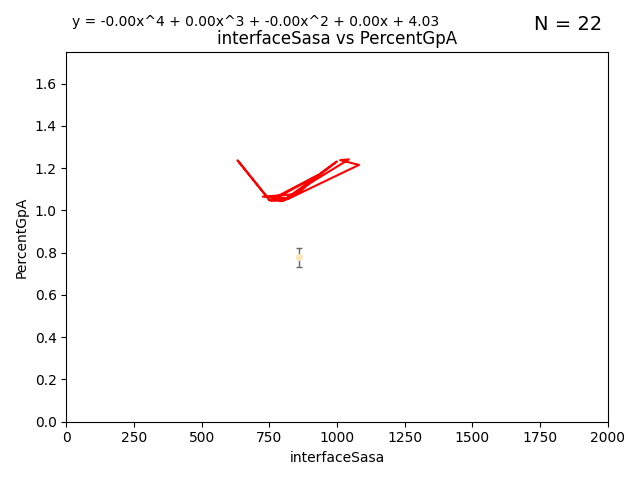 y = -0.00x^4 + 0.00x^3 + -0.00x^2 + 0.00x + 4.03
N = 22
interfaceSasa vs PercentGpA
PercentGpA
1.6
1.4
1.2
1.0
0.8
0.6
0.4
0.2
0.0
0 250 500 750 1000 1250 1500 1750 2000
interfaceSasa